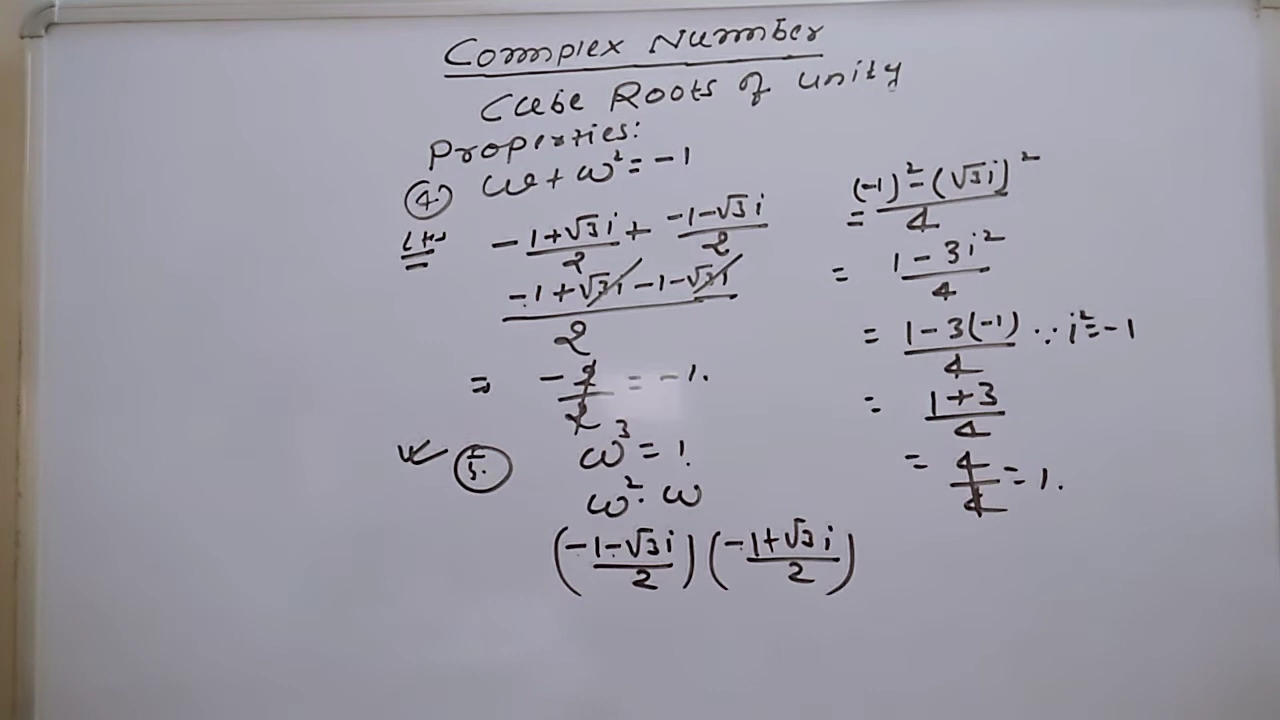 Complex Number
Cube Roots of unity
Properties:
④ ω + ω² = -1
LHS -1+√3i/2 + -1-√3i/2
-1+√3i-1-√3i/2
= -2/2 = -1.
⑤. ω³ = 1.
ω². ω
(-1-√3i/2) (-1+√3i/2)
= (-1)²-(√3i)²/4
= 1-3i²/4
= 1-3(-1)/4 ∵ i²=-1
= 1+3/4
= 4/4 = 1.